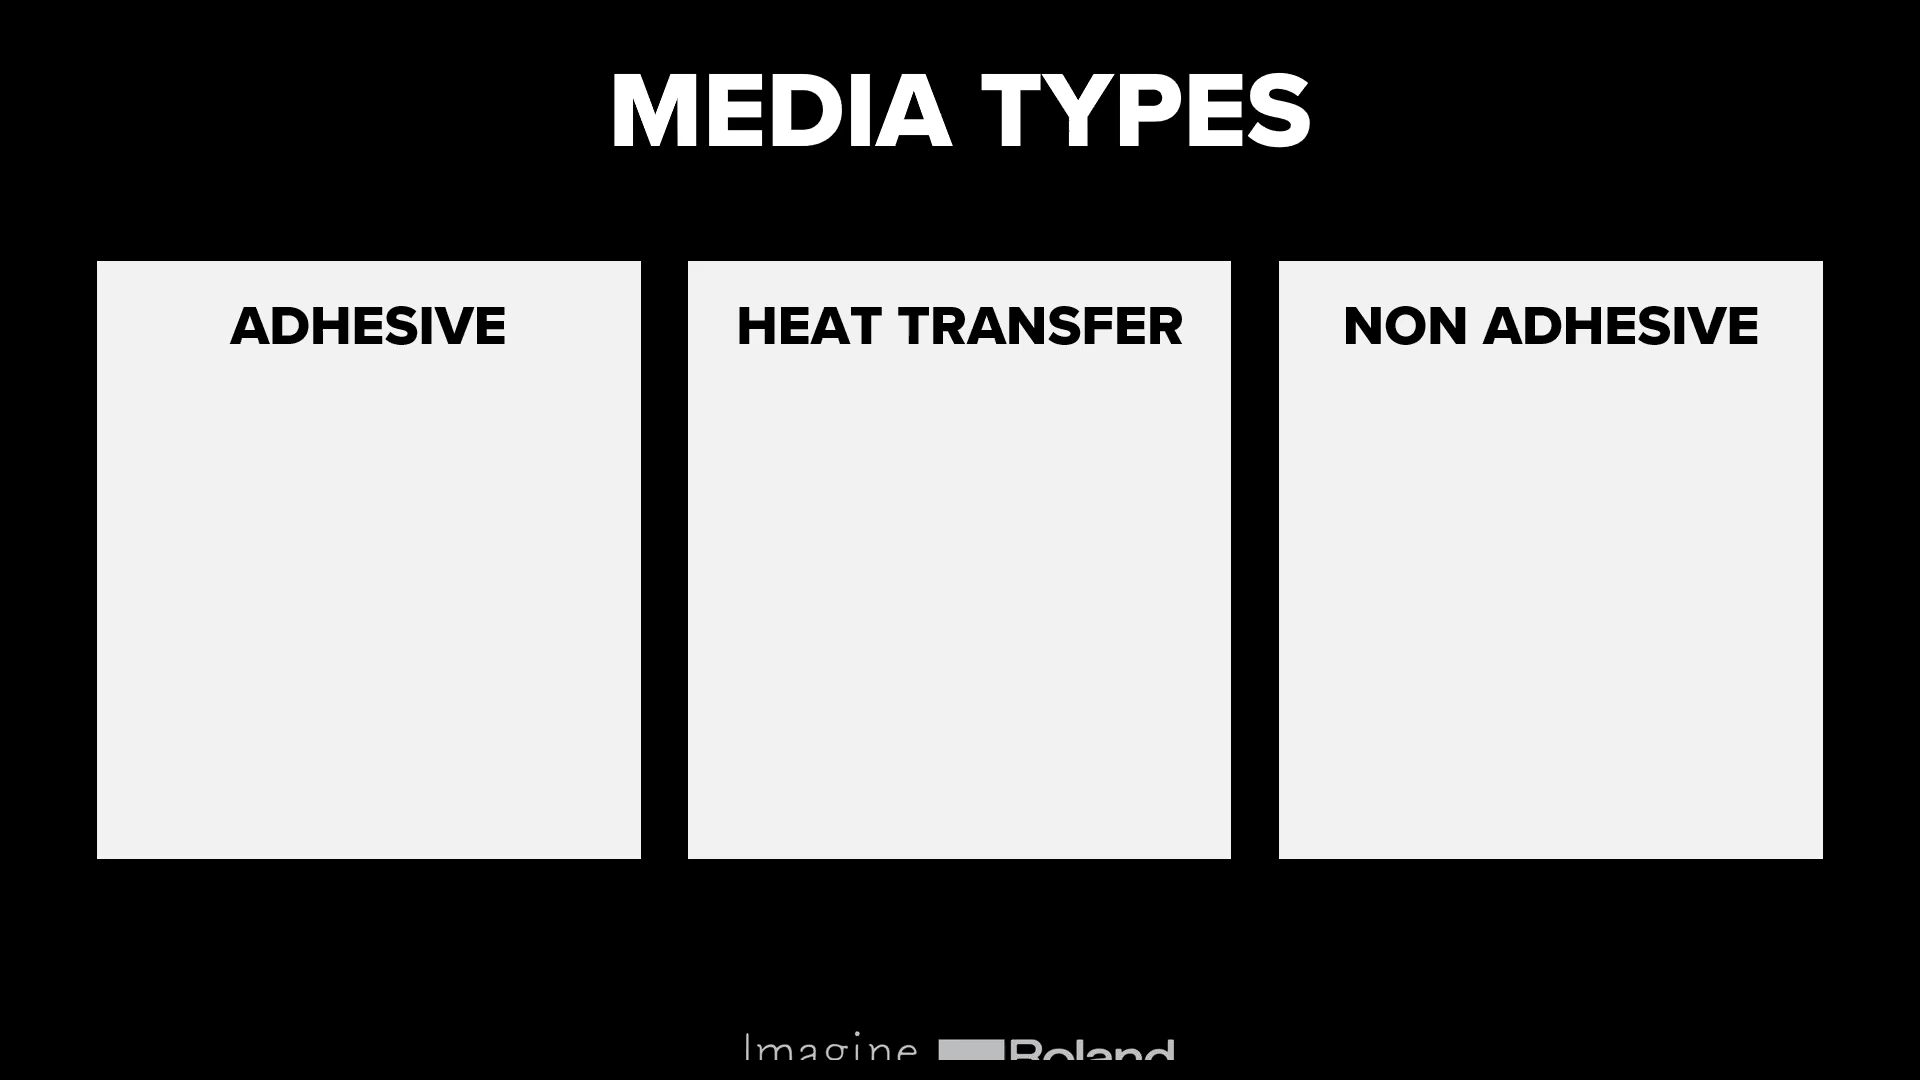 MEDIA TYPES
ADHESIVE
HEAT TRANSFER
NON ADHESIVE
Imagine Roland